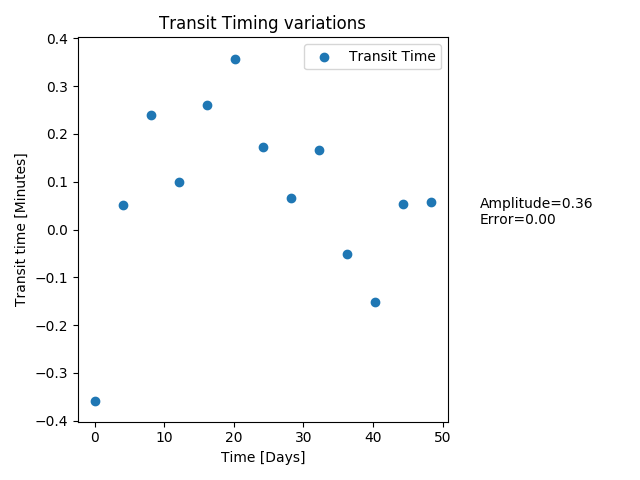 Transit Timing variations
0.4
0.3
0.2
0.1
0.0
−0.1
−0.2
−0.3
−0.4
Transit time [Minutes]
Transit Time
Amplitude=0.36
Error=0.00
0 10 20 30 40 50
Time [Days]